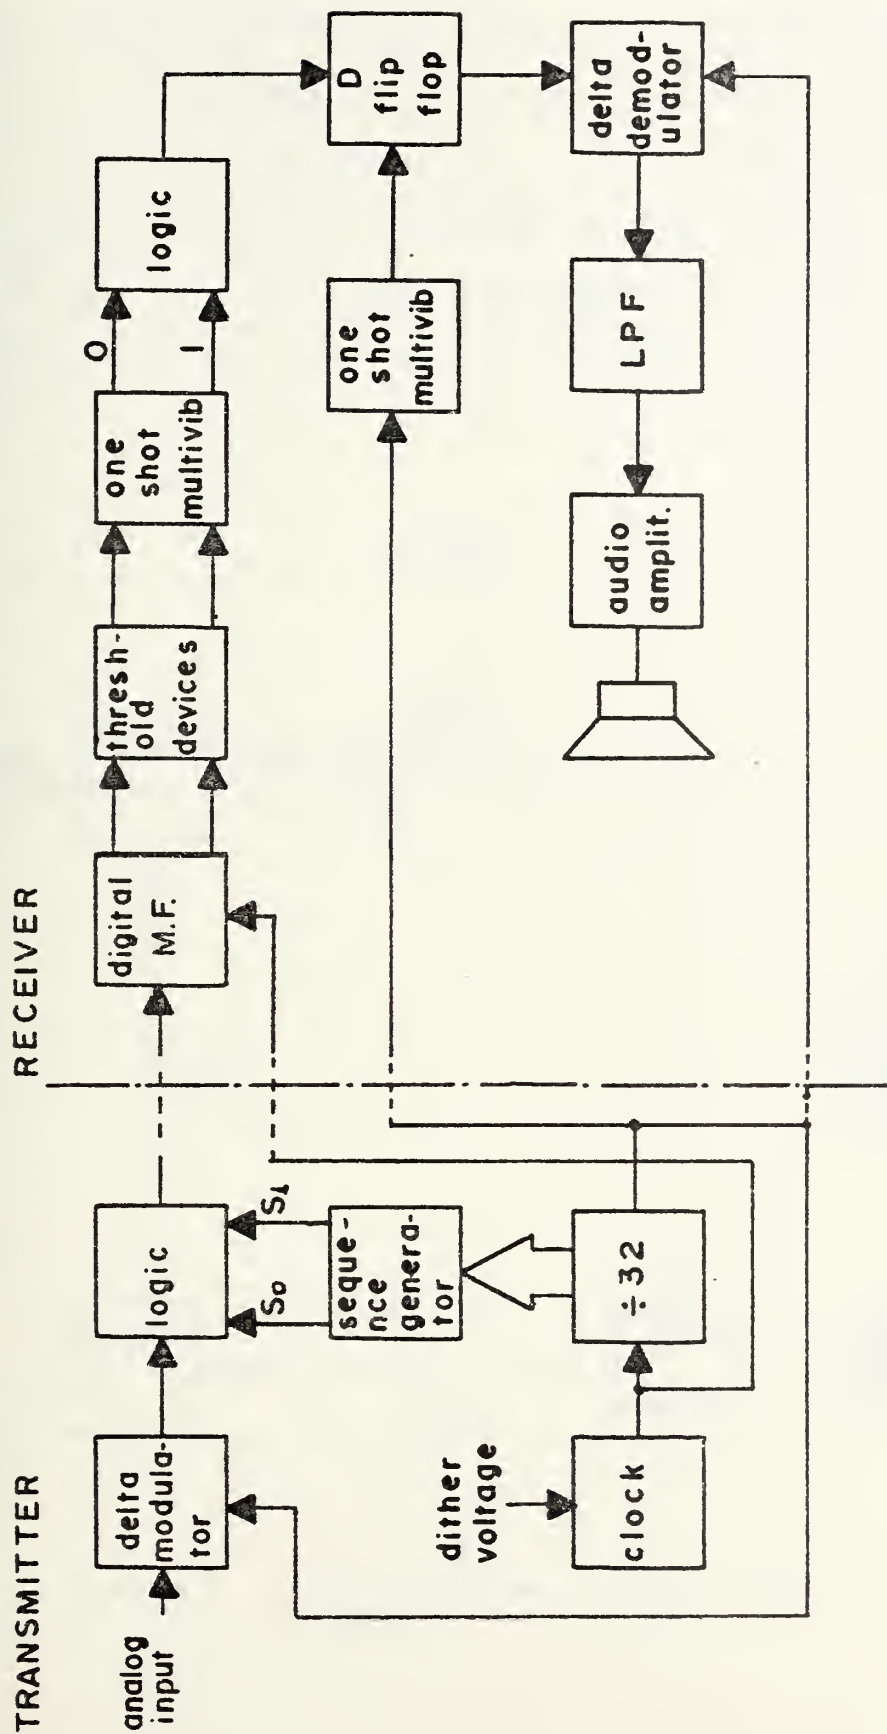 TRANSMITTER
RECEIVER
analog
input
delta
modula-
tor
logic
digital
M.F.
thresh-
old
devices
one
shot
multivib
0
1
logic
S0
S1
seque-
nce
genera-
tor
one
shot
multivib
D
flip
flop
dither
voltage
clock
÷32
audio
amplit.
LPF
delta
demod-
ulator